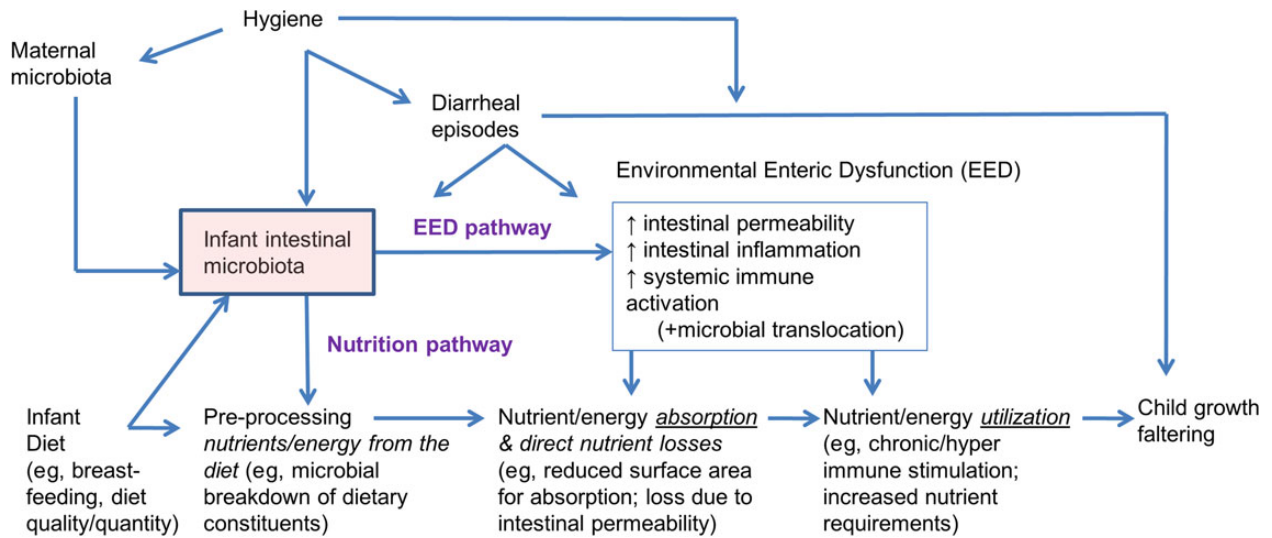 Hygiene
Maternal
microbiota
Diarrheal
episodes
Environmental Enteric Dysfunction (EED)
↑ intestinal permeability
↑ intestinal inflammation
↑ systemic immune
activation
(+microbial translocation)
EED pathway
Infant intestinal
microbiota
Nutrition pathway
Infant
Diet
(eg, breast-
feeding, diet
quality/quantity)
Pre-processing
nutrients/energy from the
diet (eg, microbial
breakdown of dietary
constituents)
Nutrient/energy absorption
& direct nutrient losses
(eg, reduced surface area
for absorption; loss due to
intestinal permeability)
Nutrient/energy utilization
(eg, chronic/hyper
immune stimulation;
increased nutrient
requirements)
Child growth
faltering